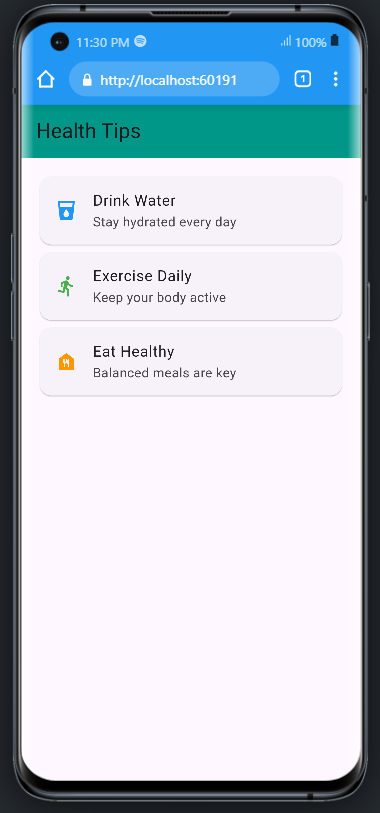 11:30 PM
100%
http://localhost:60191
1
Health Tips
Drink Water
Stay hydrated every day
Exercise Daily
Keep your body active
Eat Healthy
Balanced meals are key